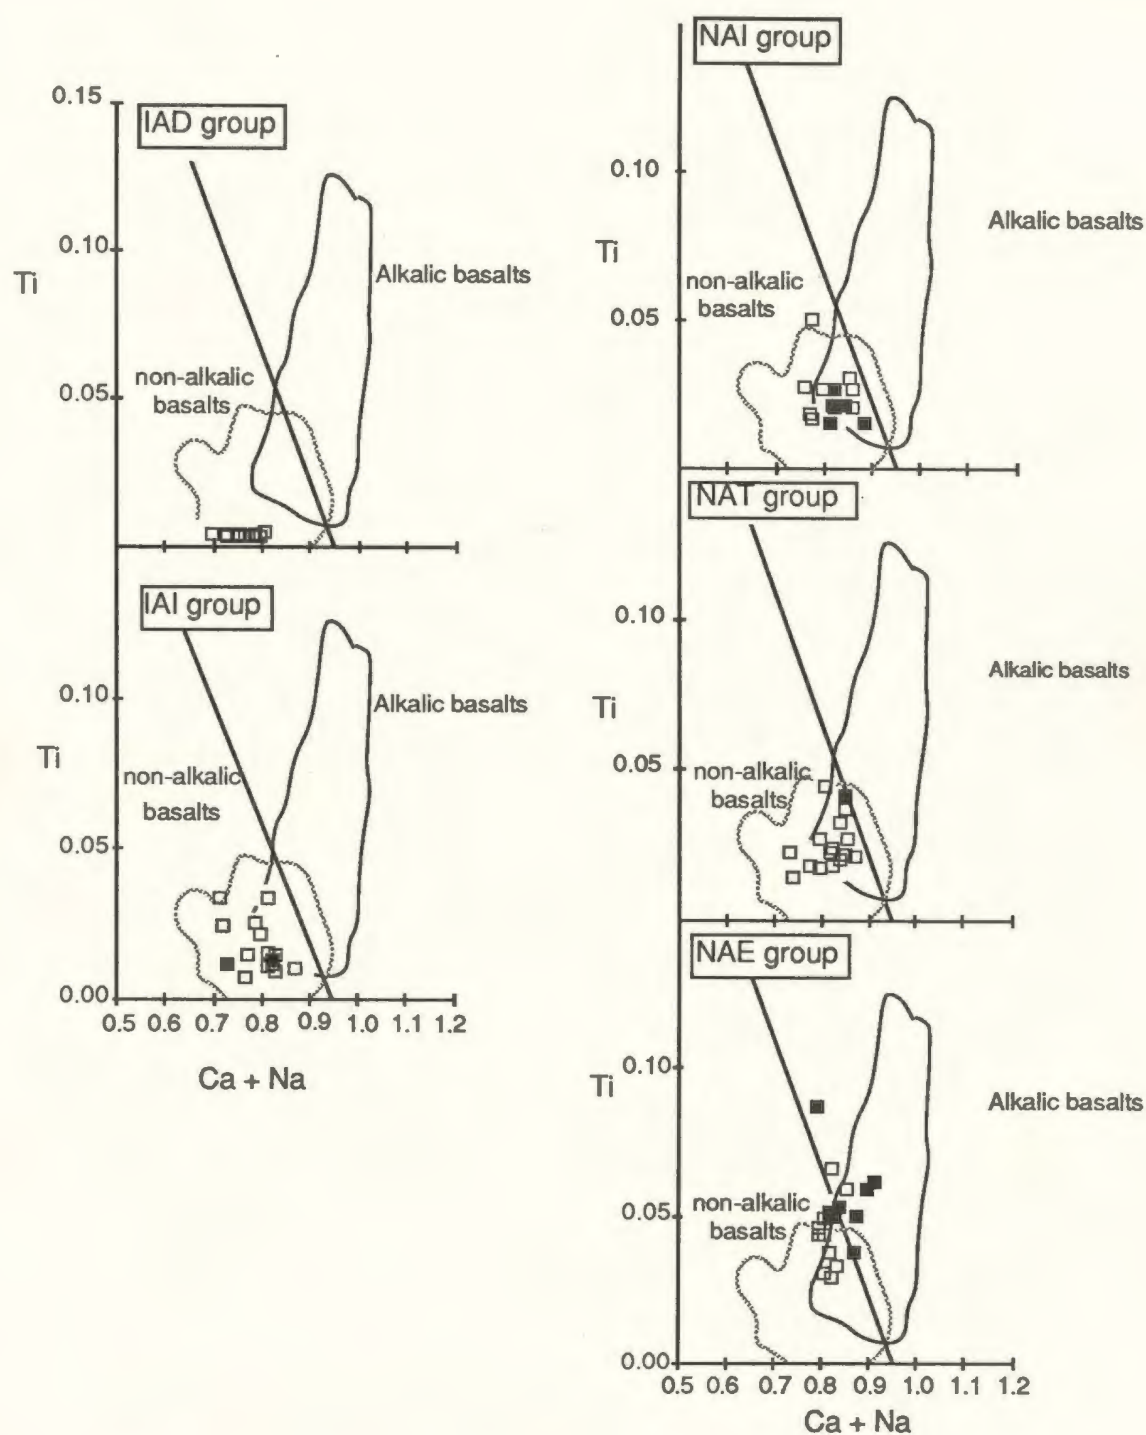 0.15
IAD group
0.10
Ti
Alkalic basalts
non-alkalic
basalts
0.05
IAI group
0.10
Alkalic basalts
Ti
non-alkalic
basalts
0.05
0.00
0.5 0.6 0.7 0.8 0.9 1.0 1.1 1.2
Ca + Na
NAI group
0.10
Alkalic basalts
Ti
non-alkalic
basalts
0.05
NAT group
0.10
Alkalic basalts
Ti
0.05
non-alkalic
basalts
NAE group
0.10
Ti
Alkalic basalts
0.05
non-alkalic
basalts
0.00
0.5 0.6 0.7 0.8 0.9 1.0 1.1 1.2
Ca + Na